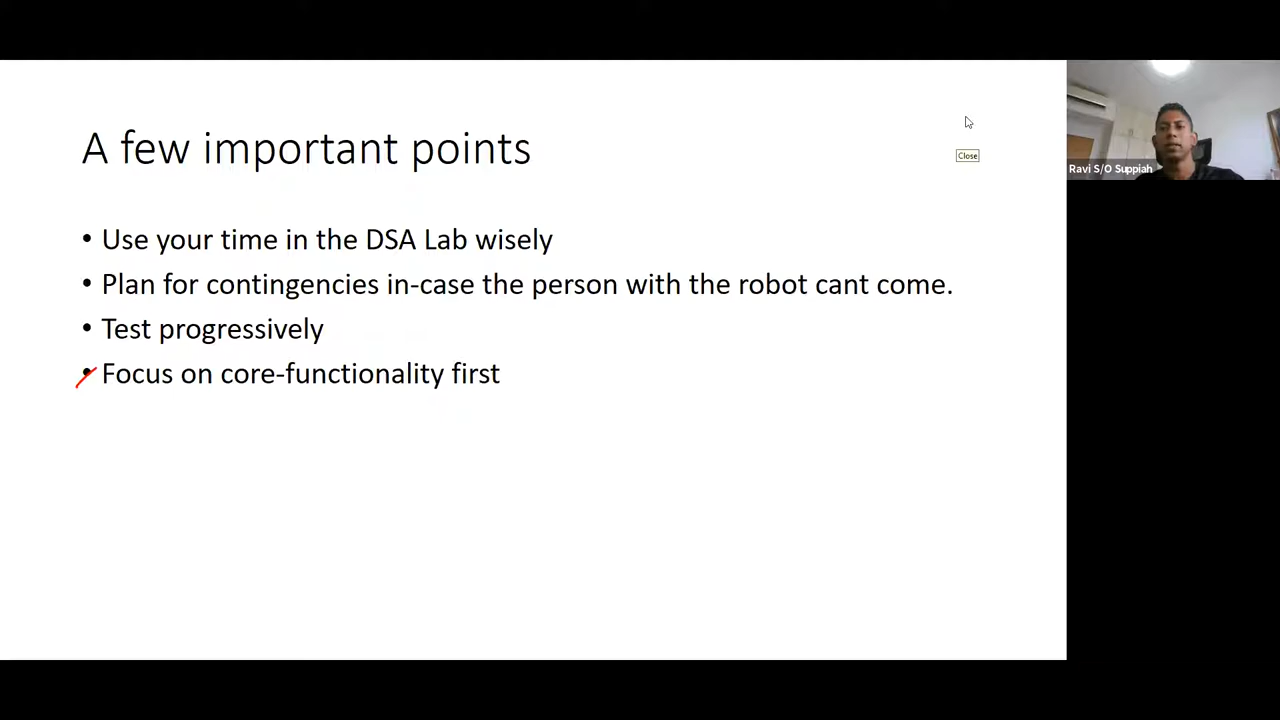 A few important points
• Use your time in the DSA Lab wisely
• Plan for contingencies in-case the person with the robot cant come.
• Test progressively
• Focus on core-functionality first
Close
Ravi S/O Suppiah